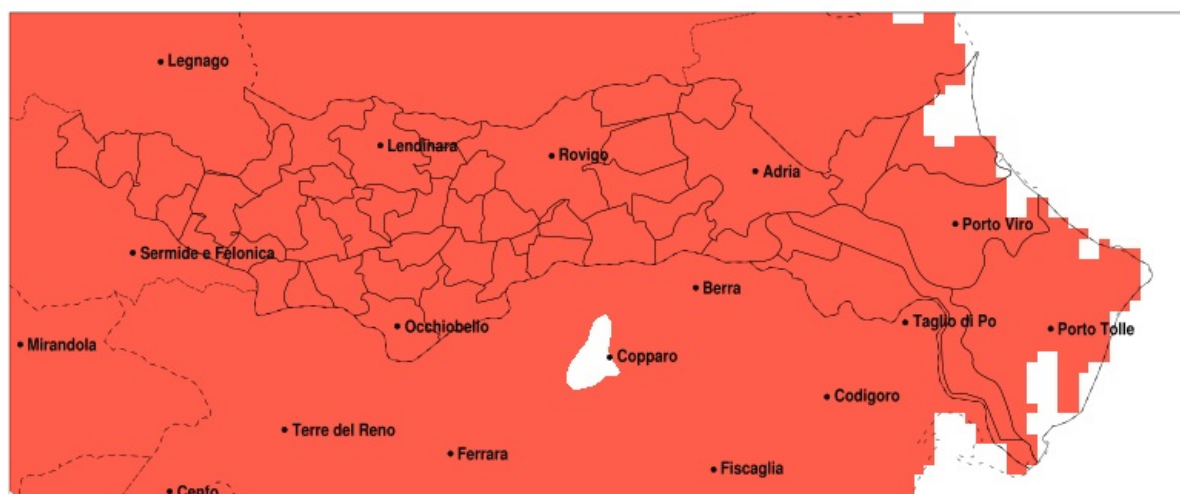 Legnago
Lendinara
Rovigo
Adria
Porto Viro
Sermide e Felonica
Berra
Occhiobello
Taglio di Po
Porto Tolle
Mirandola
Copparo
Codigoro
Terre del Reno
Ferrara
Fiscaglia
Cento